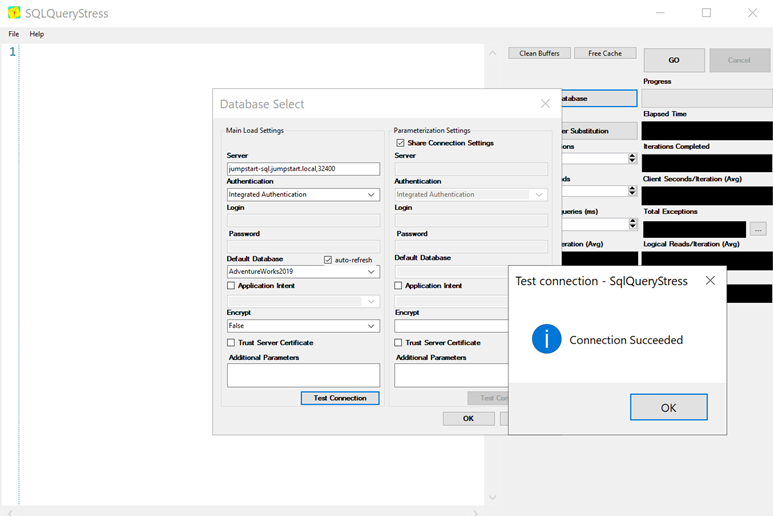 SQLQueryStress
File Help
1
Clean Buffers
Free Cache
GO
Cancel
Progress
Elapsed Time
Iterations Completed
Client Seconds/Iteration (Avg)
Total Exceptions
...
Logical Reads/Iteration (Avg)
Database Select
Main Load Settings
Server
jumpstart-sql.jumpstart.local,32400
Authentication
Integrated Authentication
Login
Password
Default Database
auto-refresh
AdventureWorks2019
Application Intent
Encrypt
False
Trust Server Certificate
Additional Parameters
Test Connection
Parameterization Settings
Share Connection Settings
Server
Authentication
Integrated Authentication
Login
Password
Default Database
Application Intent
Encrypt
Trust Server Certificate
Additional Parameters
Test Con
OK
atabase
er Substitution
ons
ds
ueries (ms)
eration (Avg)
Test connection - SqlQueryStress
Connection Succeeded
OK